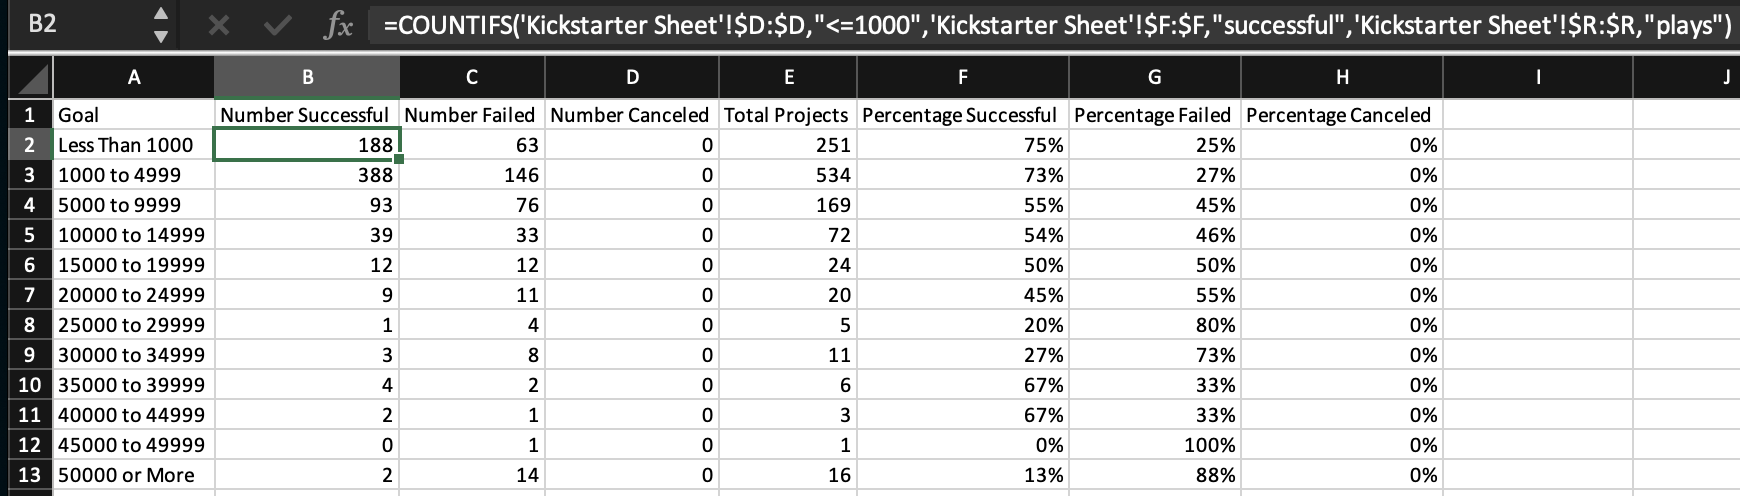 B2 fx =COUNTIFS('Kickstarter Sheet'!$D:$D,"<=1000",'Kickstarter Sheet'!$F:$F,"successful",'Kickstarter Sheet'!$R:$R,"plays")
A B C D E F G H I J
1 Goal Number Successful Number Failed Number Canceled Total Projects Percentage Successful Percentage Failed Percentage Canceled
2 Less Than 1000 188 63 0 251 75% 25% 0%
3 1000 to 4999 388 146 0 534 73% 27% 0%
4 5000 to 9999 93 76 0 169 55% 45% 0%
5 10000 to 14999 39 33 0 72 54% 46% 0%
6 15000 to 19999 12 12 0 24 50% 50% 0%
7 20000 to 24999 9 11 0 20 45% 55% 0%
8 25000 to 29999 1 4 0 5 20% 80% 0%
9 30000 to 34999 3 8 0 11 27% 73% 0%
10 35000 to 39999 4 2 0 6 67% 33% 0%
11 40000 to 44999 2 1 0 3 67% 33% 0%
12 45000 to 49999 0 1 0 1 0% 100% 0%
13 50000 or More 2 14 0 16 13% 88% 0%